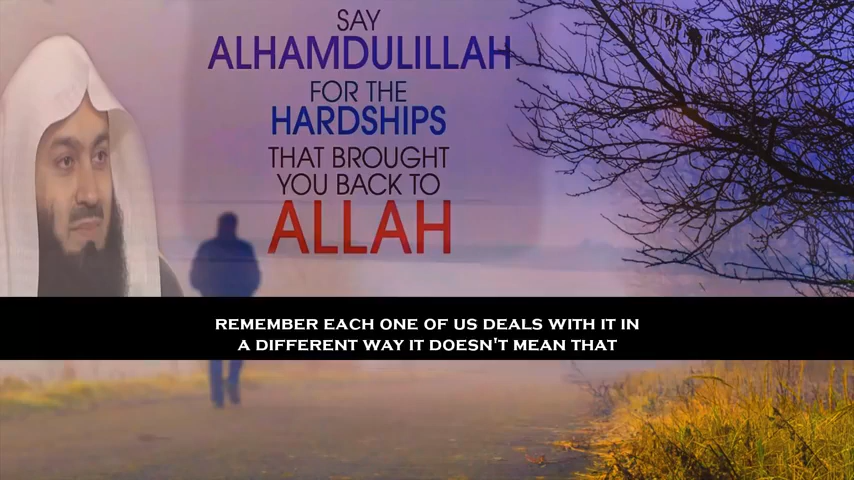 SAY
ALHAMDULILLAH
FOR THE
HARDSHIPS
THAT BROUGHT
YOU BACK TO
ALLAH
REMEMBER EACH ONE OF US DEALS WITH IT IN
A DIFFERENT WAY IT DOESN'T MEAN THAT